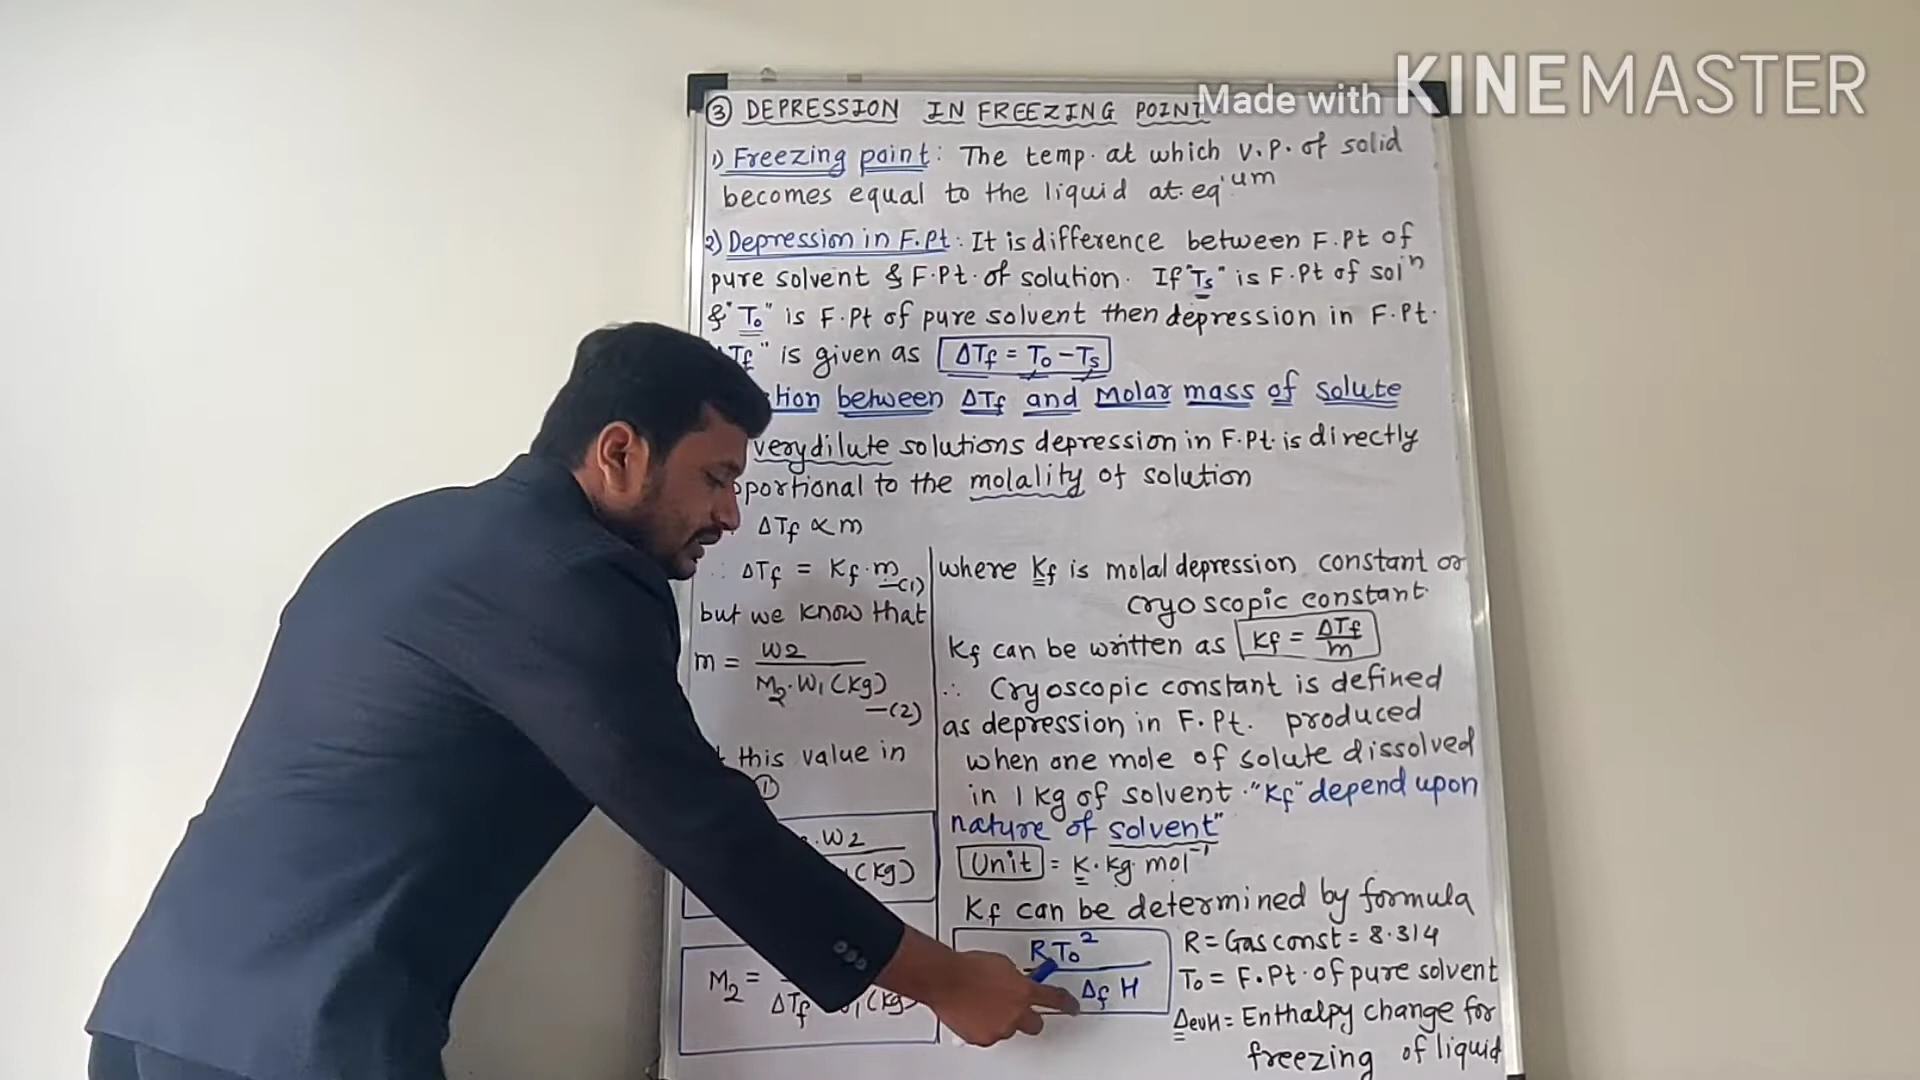 Made with KINEMASTER
③ DEPRESSION IN FREEZING POINT
1) Freezing point: The temp. at which V.P. of solid
becomes equal to the liquid at. eq'um
2) Depression in F.Pt. It is difference between F.Pt of
pure solvent & F.Pt. of solution. If "Ts" is F.Pt of solⁿ
& "To" is F.Pt of pure solvent then depression in F.Pt.
Tf" is given as ΔTf = To - Ts
tion between ΔTf and Molar mass of solute
very dilute solutions depression in F.Pt. is directly
oportional to the molality of solution
ΔTf ∝ m
∴ ΔTf = Kf . m —(1)
but we know that
m = W2 / M2 . W1 (Kg) —(2)
this value in
①
. W2
(Kg)
M2 =
ΔTf W1 (Kg)
where Kf is molal depression constant or
cryoscopic constant.
Kf can be written as Kf = ΔTf / m
∴ Cryoscopic constant is defined
as depression in F.Pt. produced
when one mole of solute dissolved
in 1 kg of solvent. "Kf" depend upon
nature of solvent"
Unit = K . kg mol⁻¹
Kf can be determined by formula
R To² / Δf H
R = Gas const = 8.314
To = F.Pt. of pure solvent
ΔeuH = Enthalpy change for
freezing of liquid